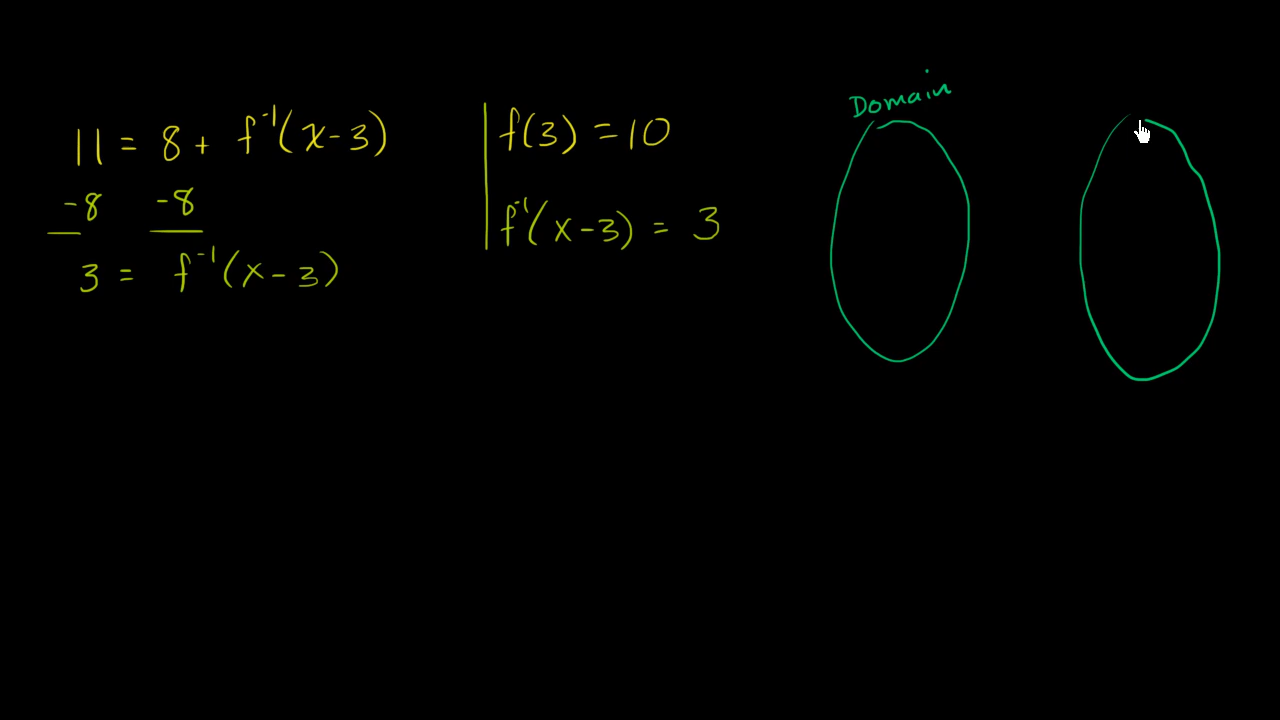 11 = 8 + f⁻¹(x-3)
-8 -8
3 = f⁻¹(x-3)
f(3) = 10
f⁻¹(x-3) = 3
Domain